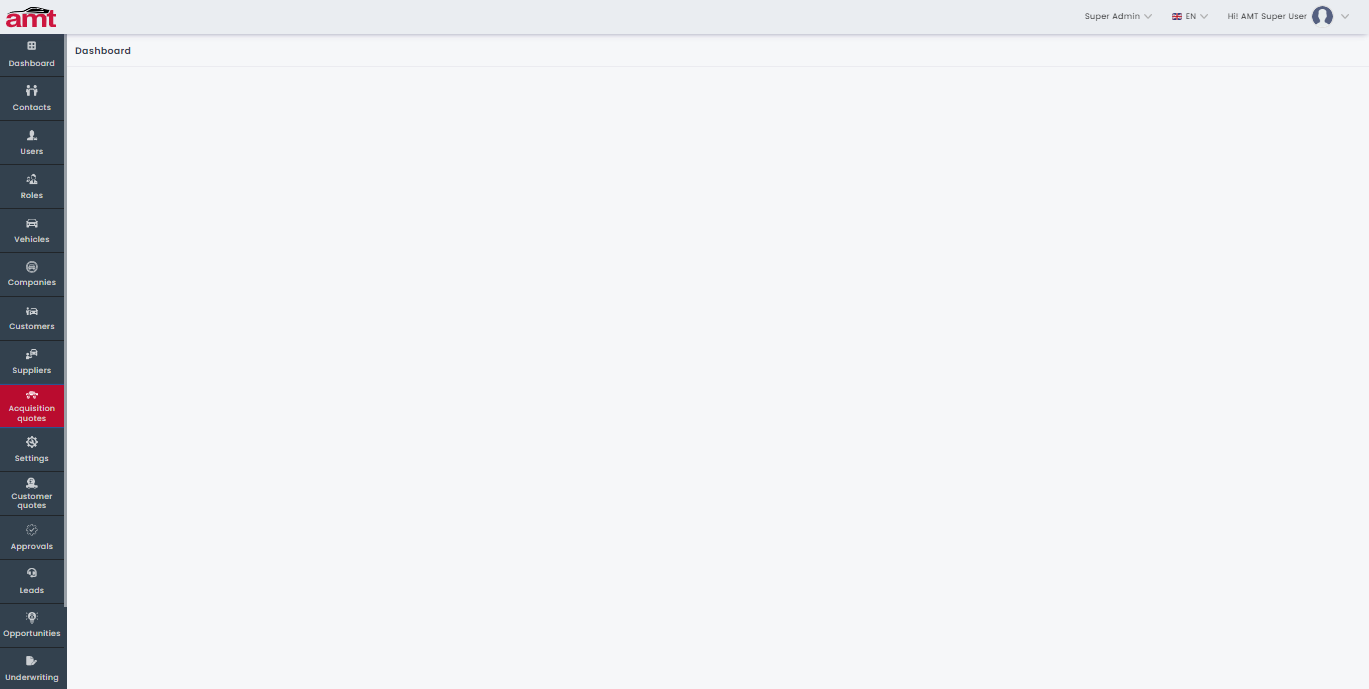 amt
Super Admin
EN
Hi! AMT Super User
Dashboard
Dashboard
Contacts
Users
Roles
Vehicles
Companies
Customers
Suppliers
Acquisition
quotes
Settings
Customer
quotes
Approvals
Leads
Opportunities
Underwriting